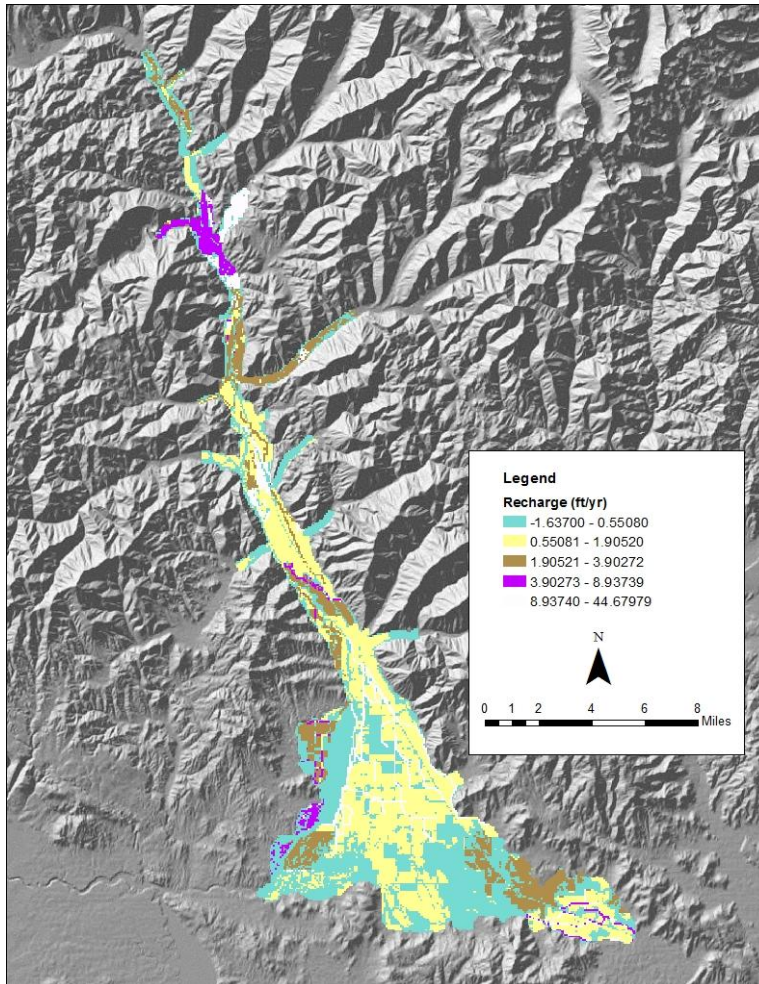 Legend
Recharge (ft/yr)
-1.63700 - 0.55080
0.55081 - 1.90520
1.90521 - 3.90272
3.90273 - 8.93739
8.93740 - 44.67979
N
0 1 2 4 6 8
Miles